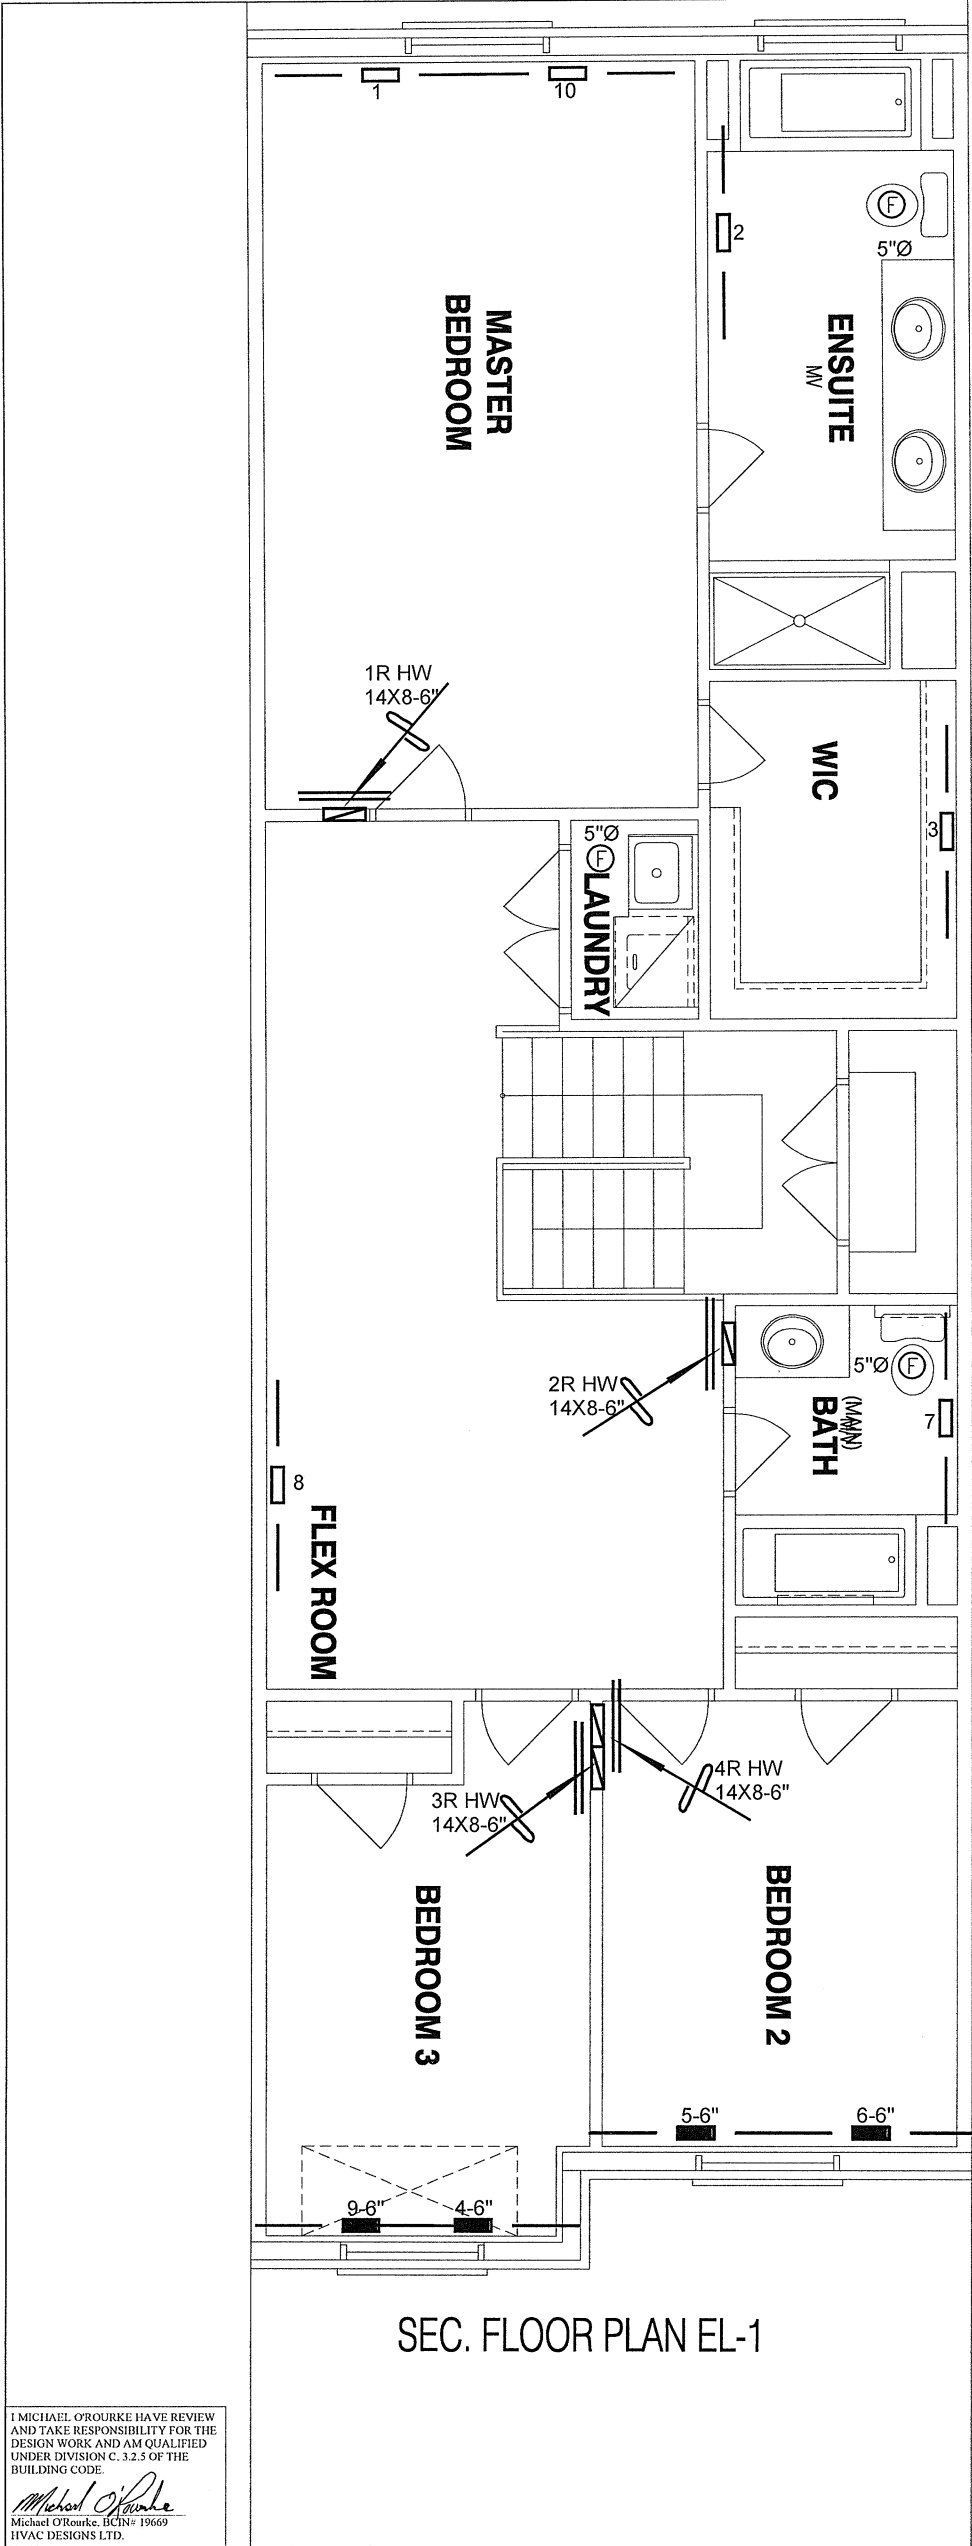 1
10
2
F
5"Ø
MASTER
BEDROOM
ENSUITE
MV
1R HW
14X8-6"
WIC
3
5"Ø
F
LAUNDRY
2R HW
14X8-6"
5"Ø
F
(MAIN)
BATH
7
8
FLEX ROOM
3R HW
14X8-6"
4R HW
14X8-6"
BEDROOM 3
BEDROOM 2
5-6"
6-6"
9-6"
4-6"
SEC. FLOOR PLAN EL-1
I MICHAEL O'ROURKE HAVE REVIEW
AND TAKE RESPONSIBILITY FOR THE
DESIGN WORK AND AM QUALIFIED
UNDER DIVISION C, 3.2.5 OF THE
BUILDING CODE.
Michael O'Rourke
Michael O'Rourke, BCIN# 19669
HVAC DESIGNS LTD.